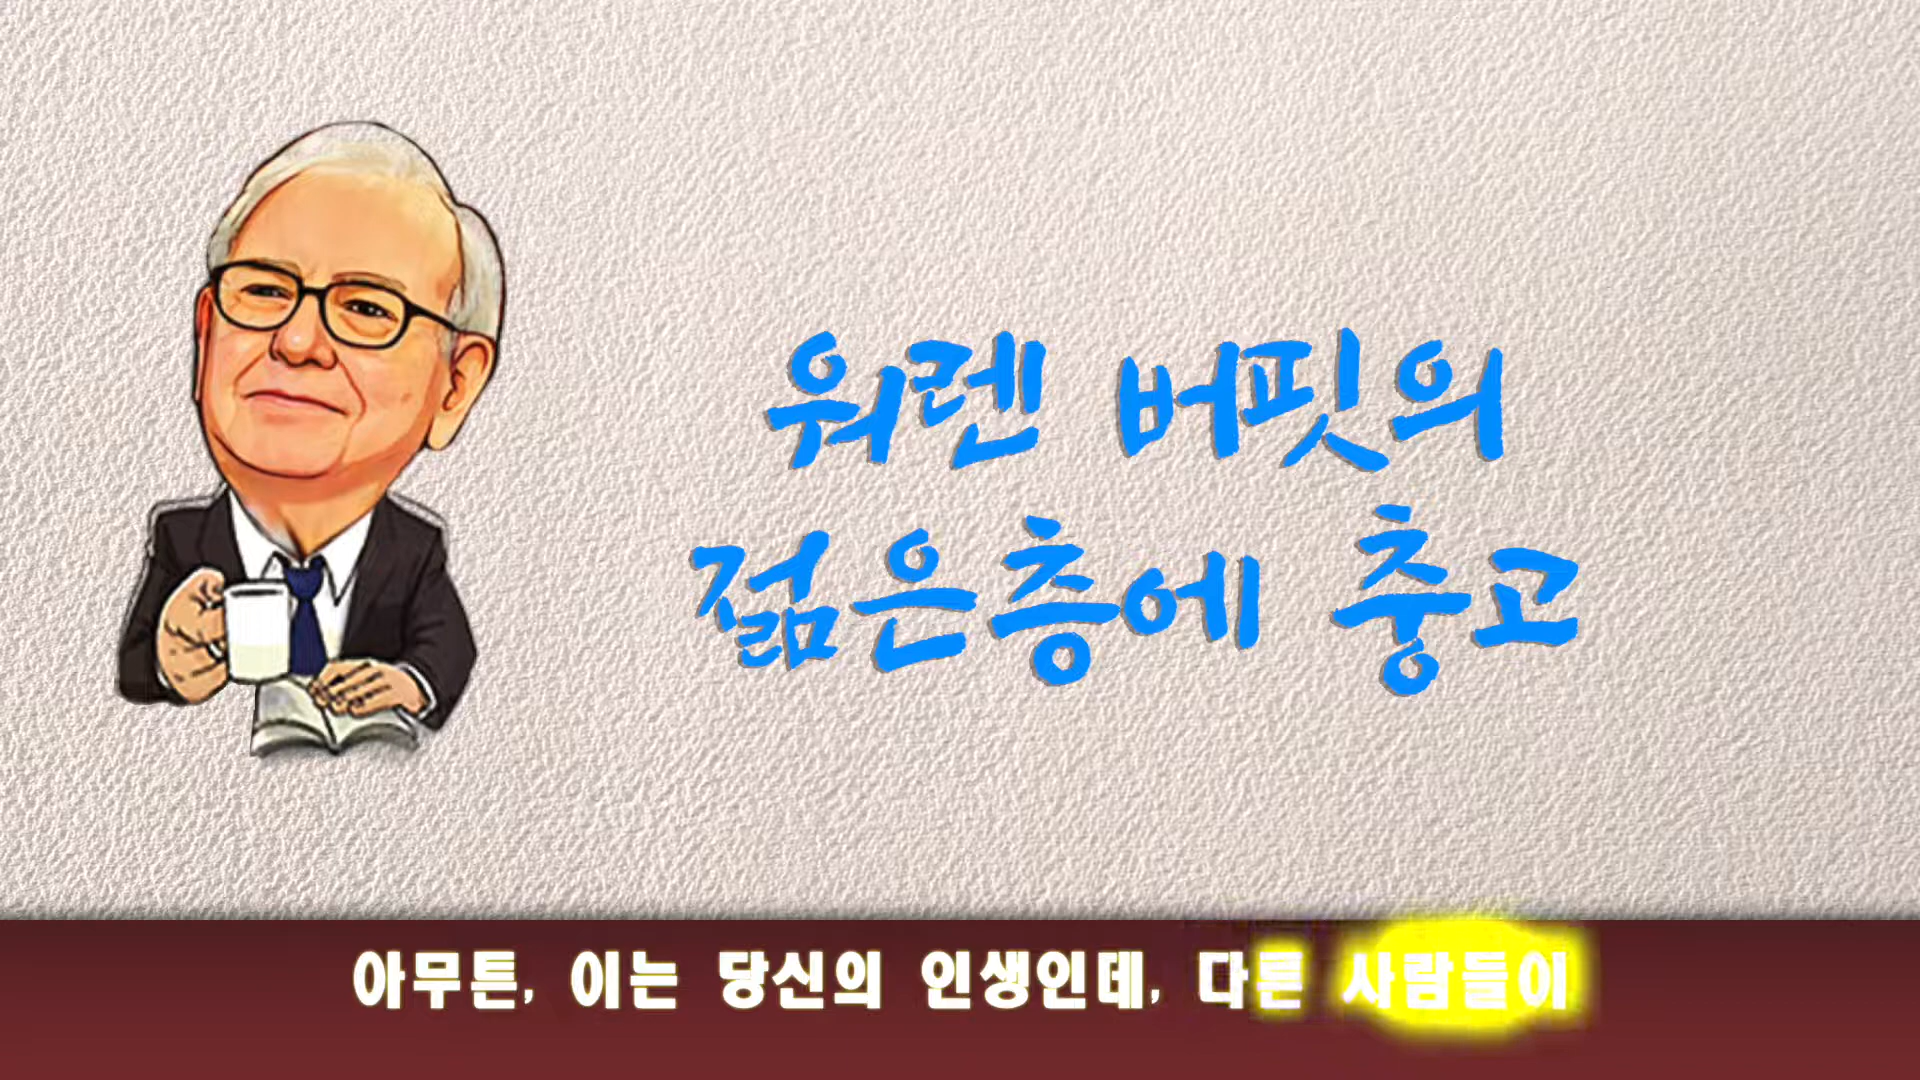 워렌 버핏의
젊은층에 충고
아무튼, 이는 당신의 인생인데, 다른 사람들이